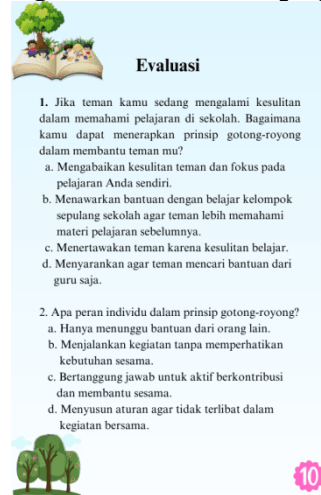 Evaluasi
1. Jika teman kamu sedang mengalami kesulitan
dalam memahami pelajaran di sekolah. Bagaimana
kamu dapat menerapkan prinsip gotong-royong
dalam membantu teman mu?
a. Mengabaikan kesulitan teman dan fokus pada
pelajaran Anda sendiri.
b. Menawarkan bantuan dengan belajar kelompok
sepulang sekolah agar teman lebih memahami
materi pelajaran sebelumnya.
c. Menertawakan teman karena kesulitan belajar.
d. Menyarankan agar teman mencari bantuan dari
guru saja.
2. Apa peran individu dalam prinsip gotong-royong?
a. Hanya menunggu bantuan dari orang lain.
b. Menjalankan kegiatan tanpa memperhatikan
kebutuhan sesama.
c. Bertanggung jawab untuk aktif berkontribusi
dan membantu sesama.
d. Menyusun aturan agar tidak terlibat dalam
kegiatan bersama.
10